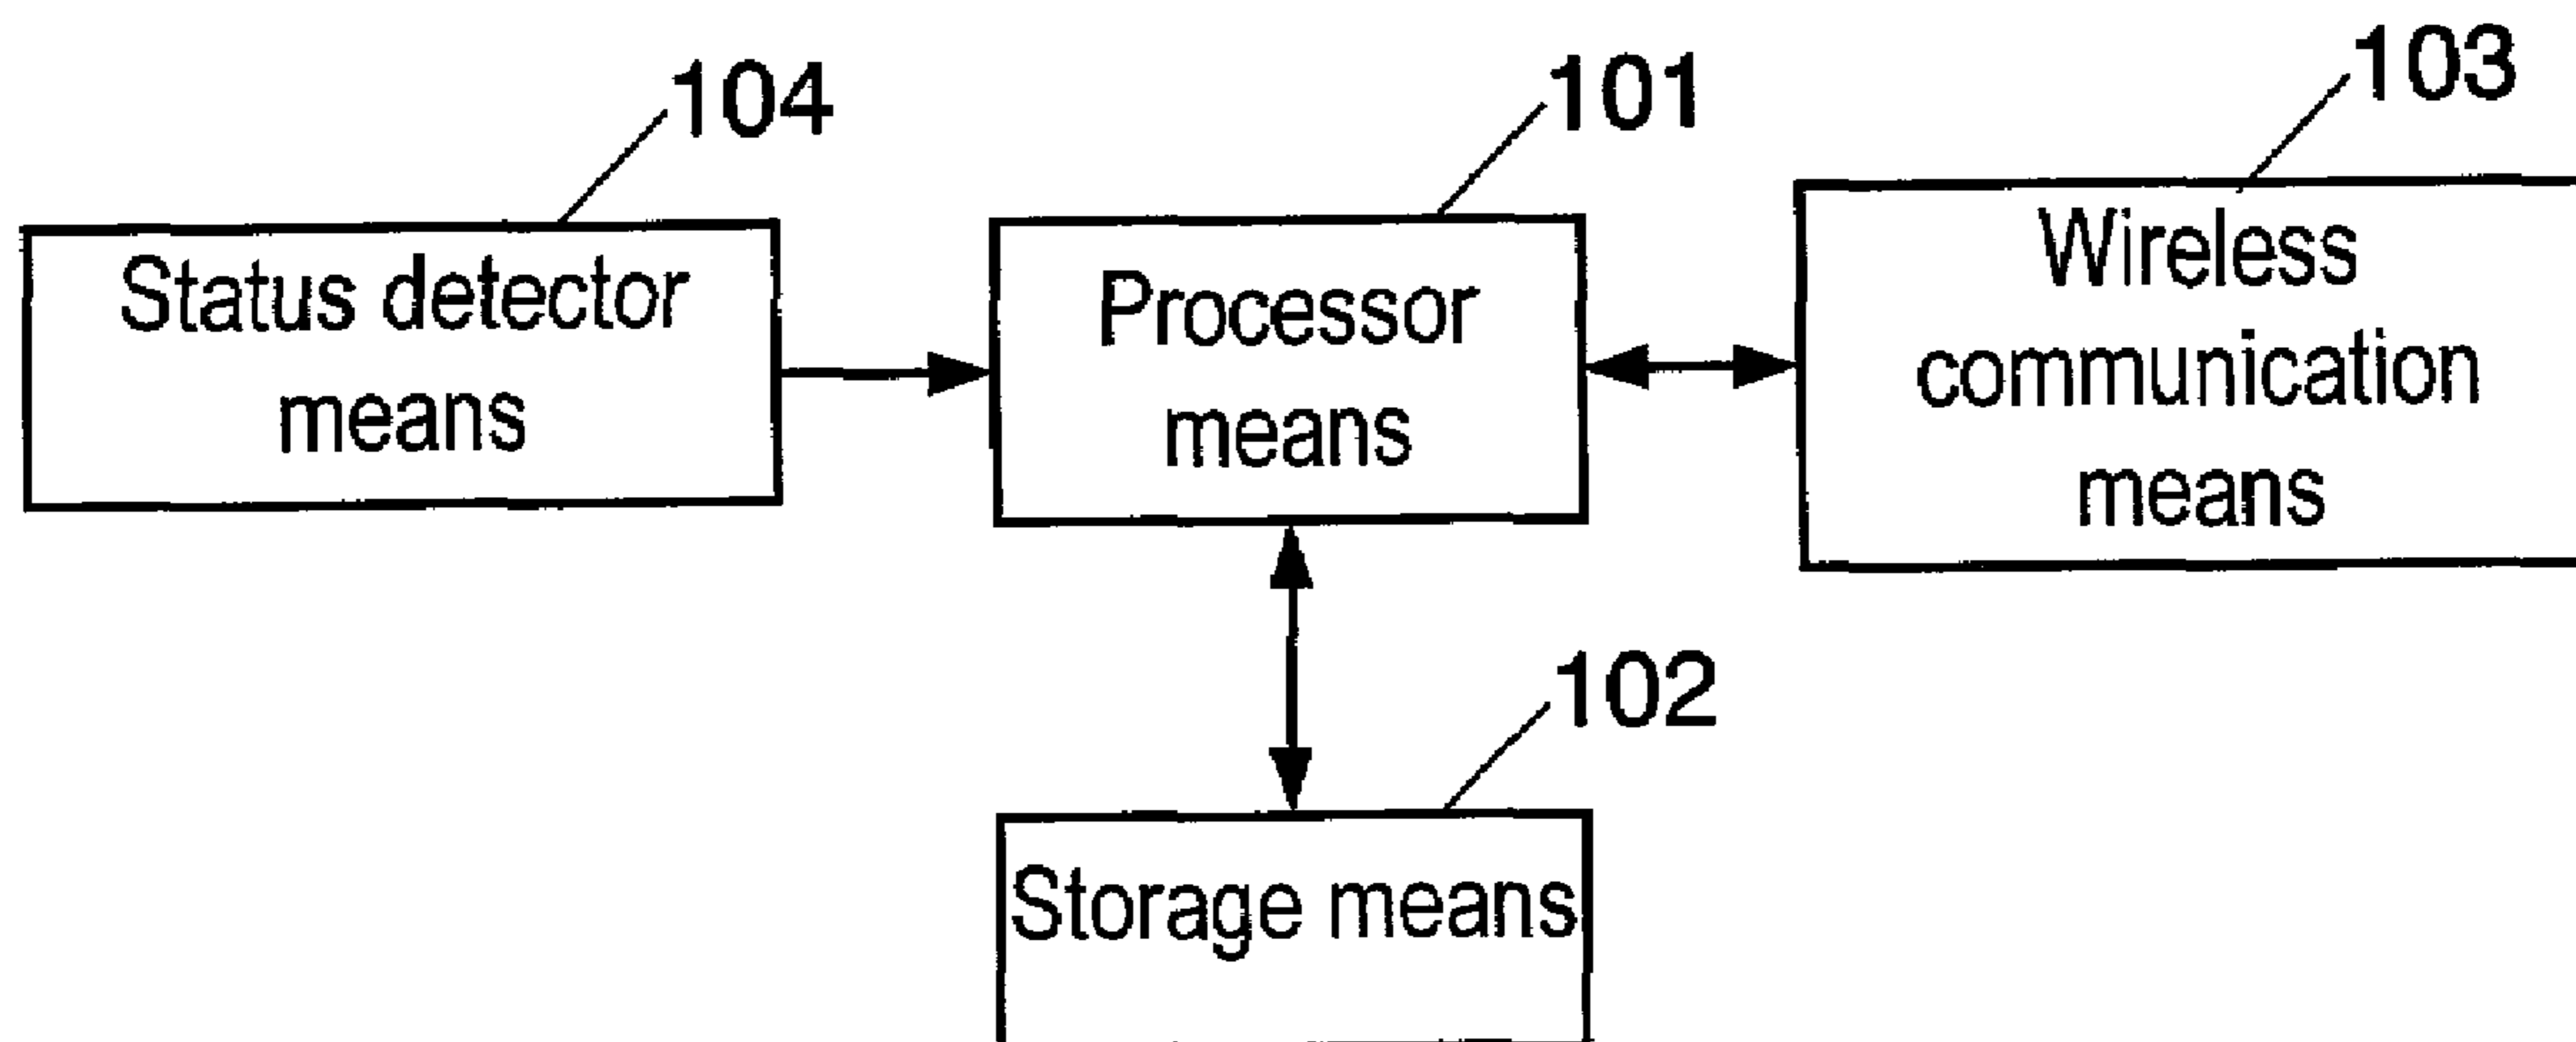 104
101
103
Status detector
means
Processor
means
Wireless
communication
means
102
Storage means